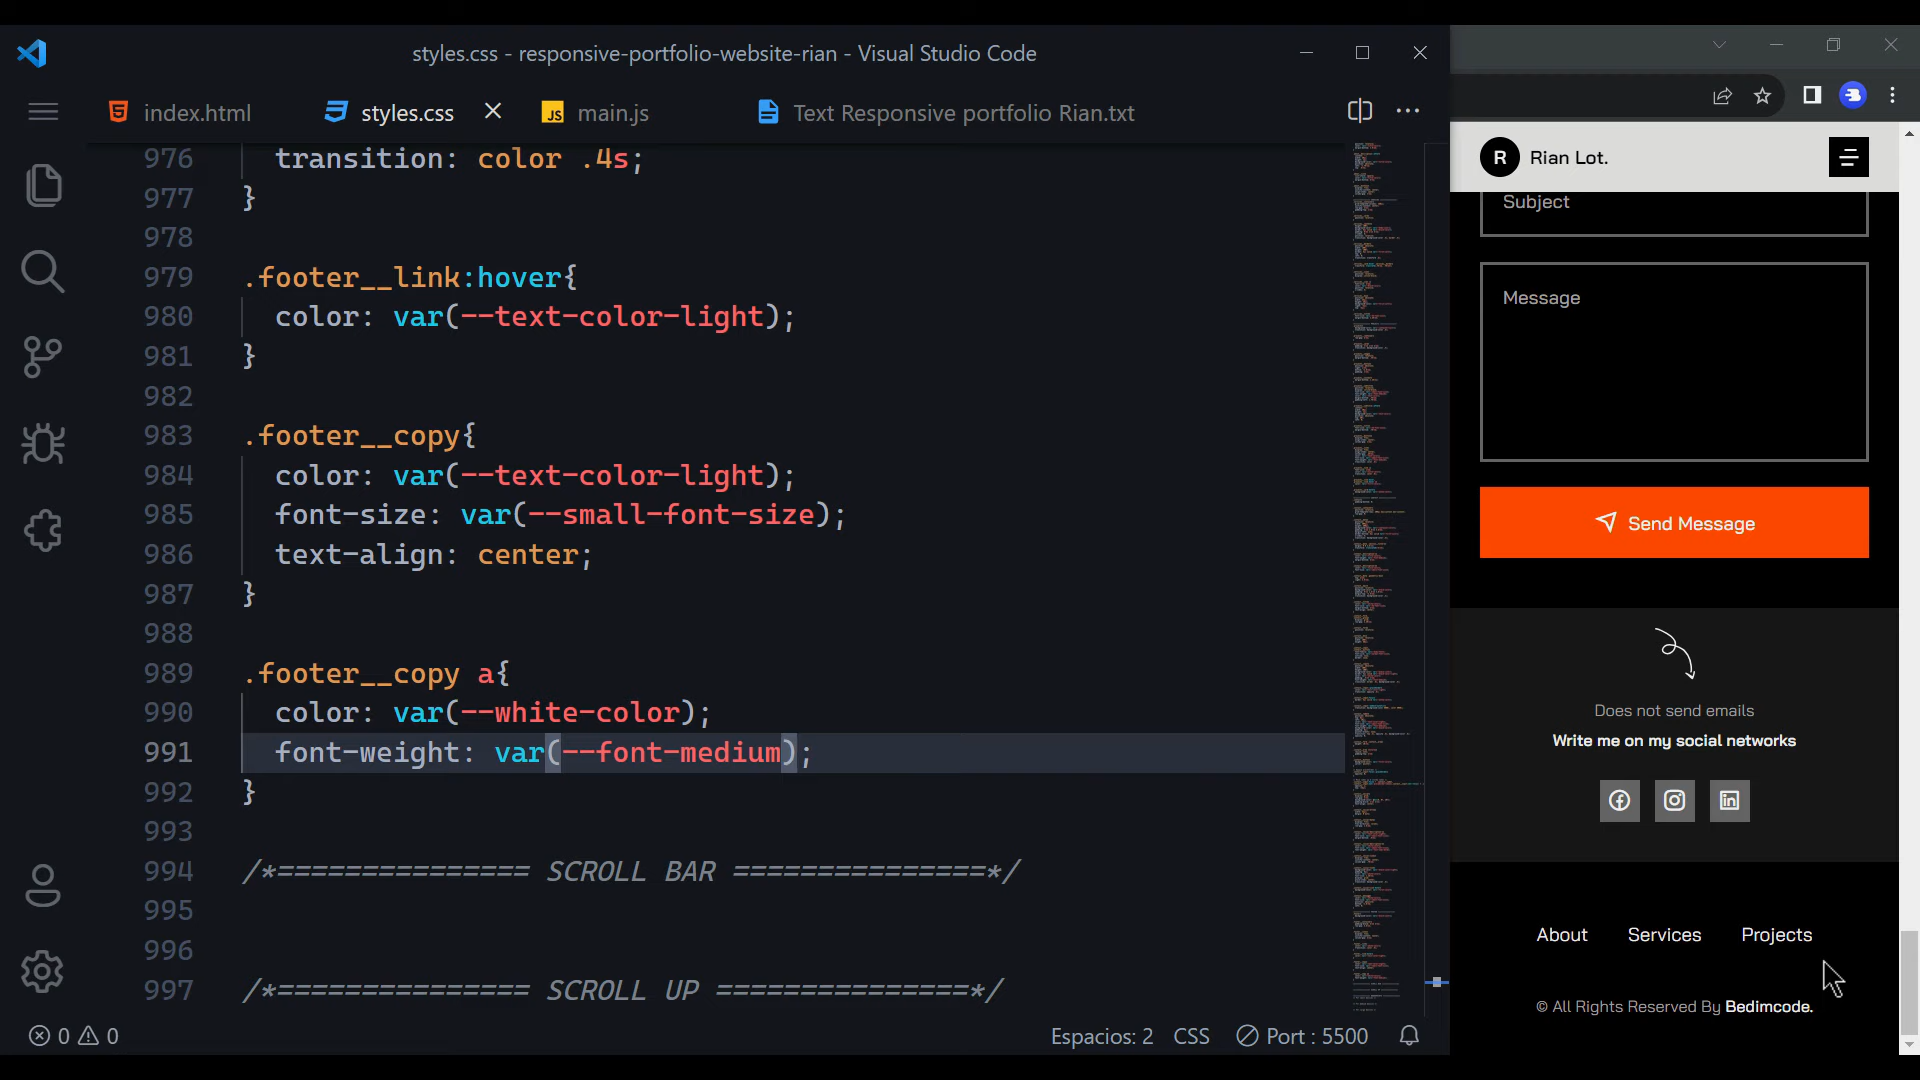 styles.css - responsive-portfolio-website-rian - Visual Studio Code
index.html
styles.css
JS main.js
Text Responsive portfolio Rian.txt
976 transition: color .4s;
977 }
978
979 .footer__link:hover{
980 color: var(--text-color-light);
981 }
982
983 .footer__copy{
984 color: var(--text-color-light);
985 font-size: var(--small-font-size);
986 text-align: center;
987 }
988
989 .footer__copy a{
990 color: var(--white-color);
991 font-weight: var(--font-medium);
992 }
993
994 /*=============== SCROLL BAR ===============*/
995
996
997 /*=============== SCROLL UP ===============*/
0 0
Espacios: 2 CSS Port : 5500
R Rian Lot.
Subject
Message
Send Message
Does not send emails
Write me on my social networks
About Services Projects
© All Rights Reserved By Bedimcode.